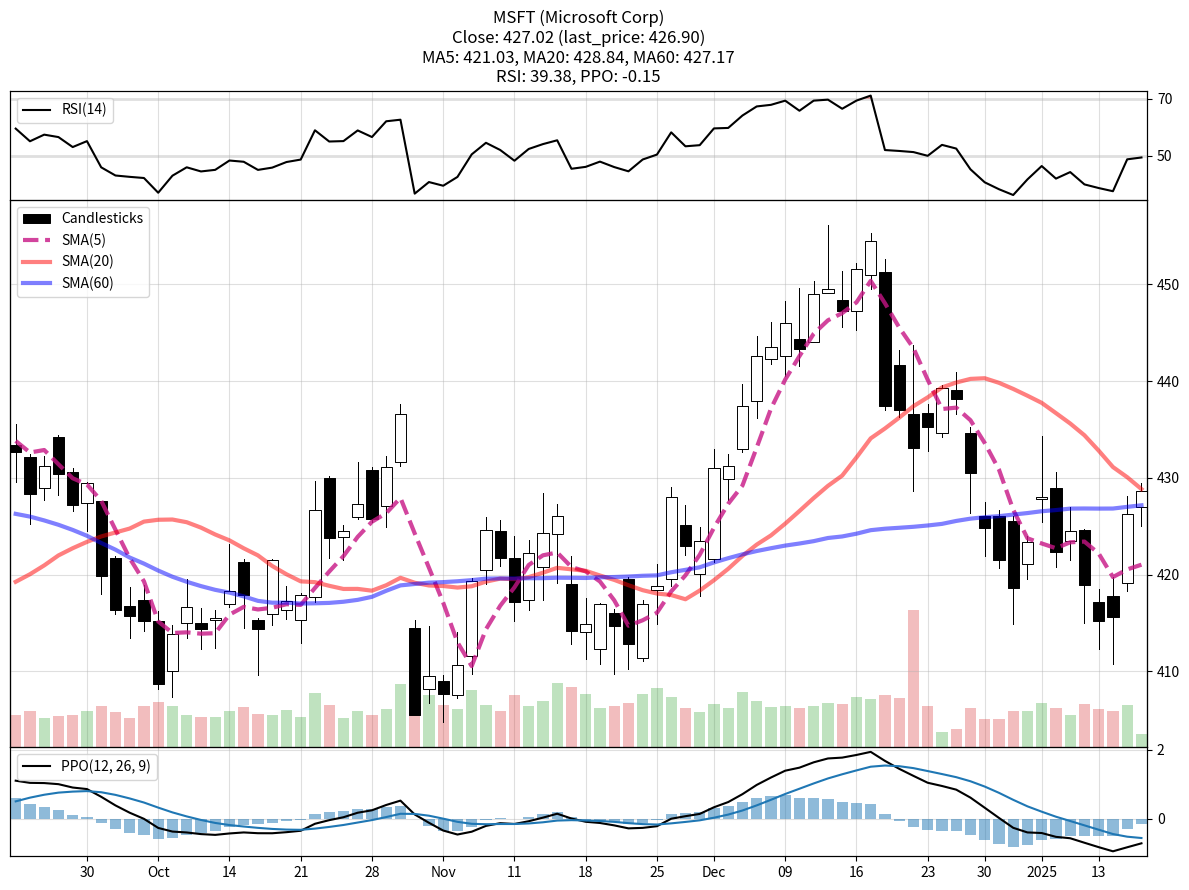 MSFT (Microsoft Corp)
Close: 427.02 (last_price: 426.90)
MA5: 421.03, MA20: 428.84, MA60: 427.17
RSI: 39.38, PPO: -0.15
RSI(14)
70
50
Candlesticks
SMA(5)
SMA(20)
SMA(60)
450
440
430
420
410
PPO(12, 26, 9)
2
0
30 Oct 14 21 28 Nov 11 18 25 Dec 09 16 23 30 2025 13